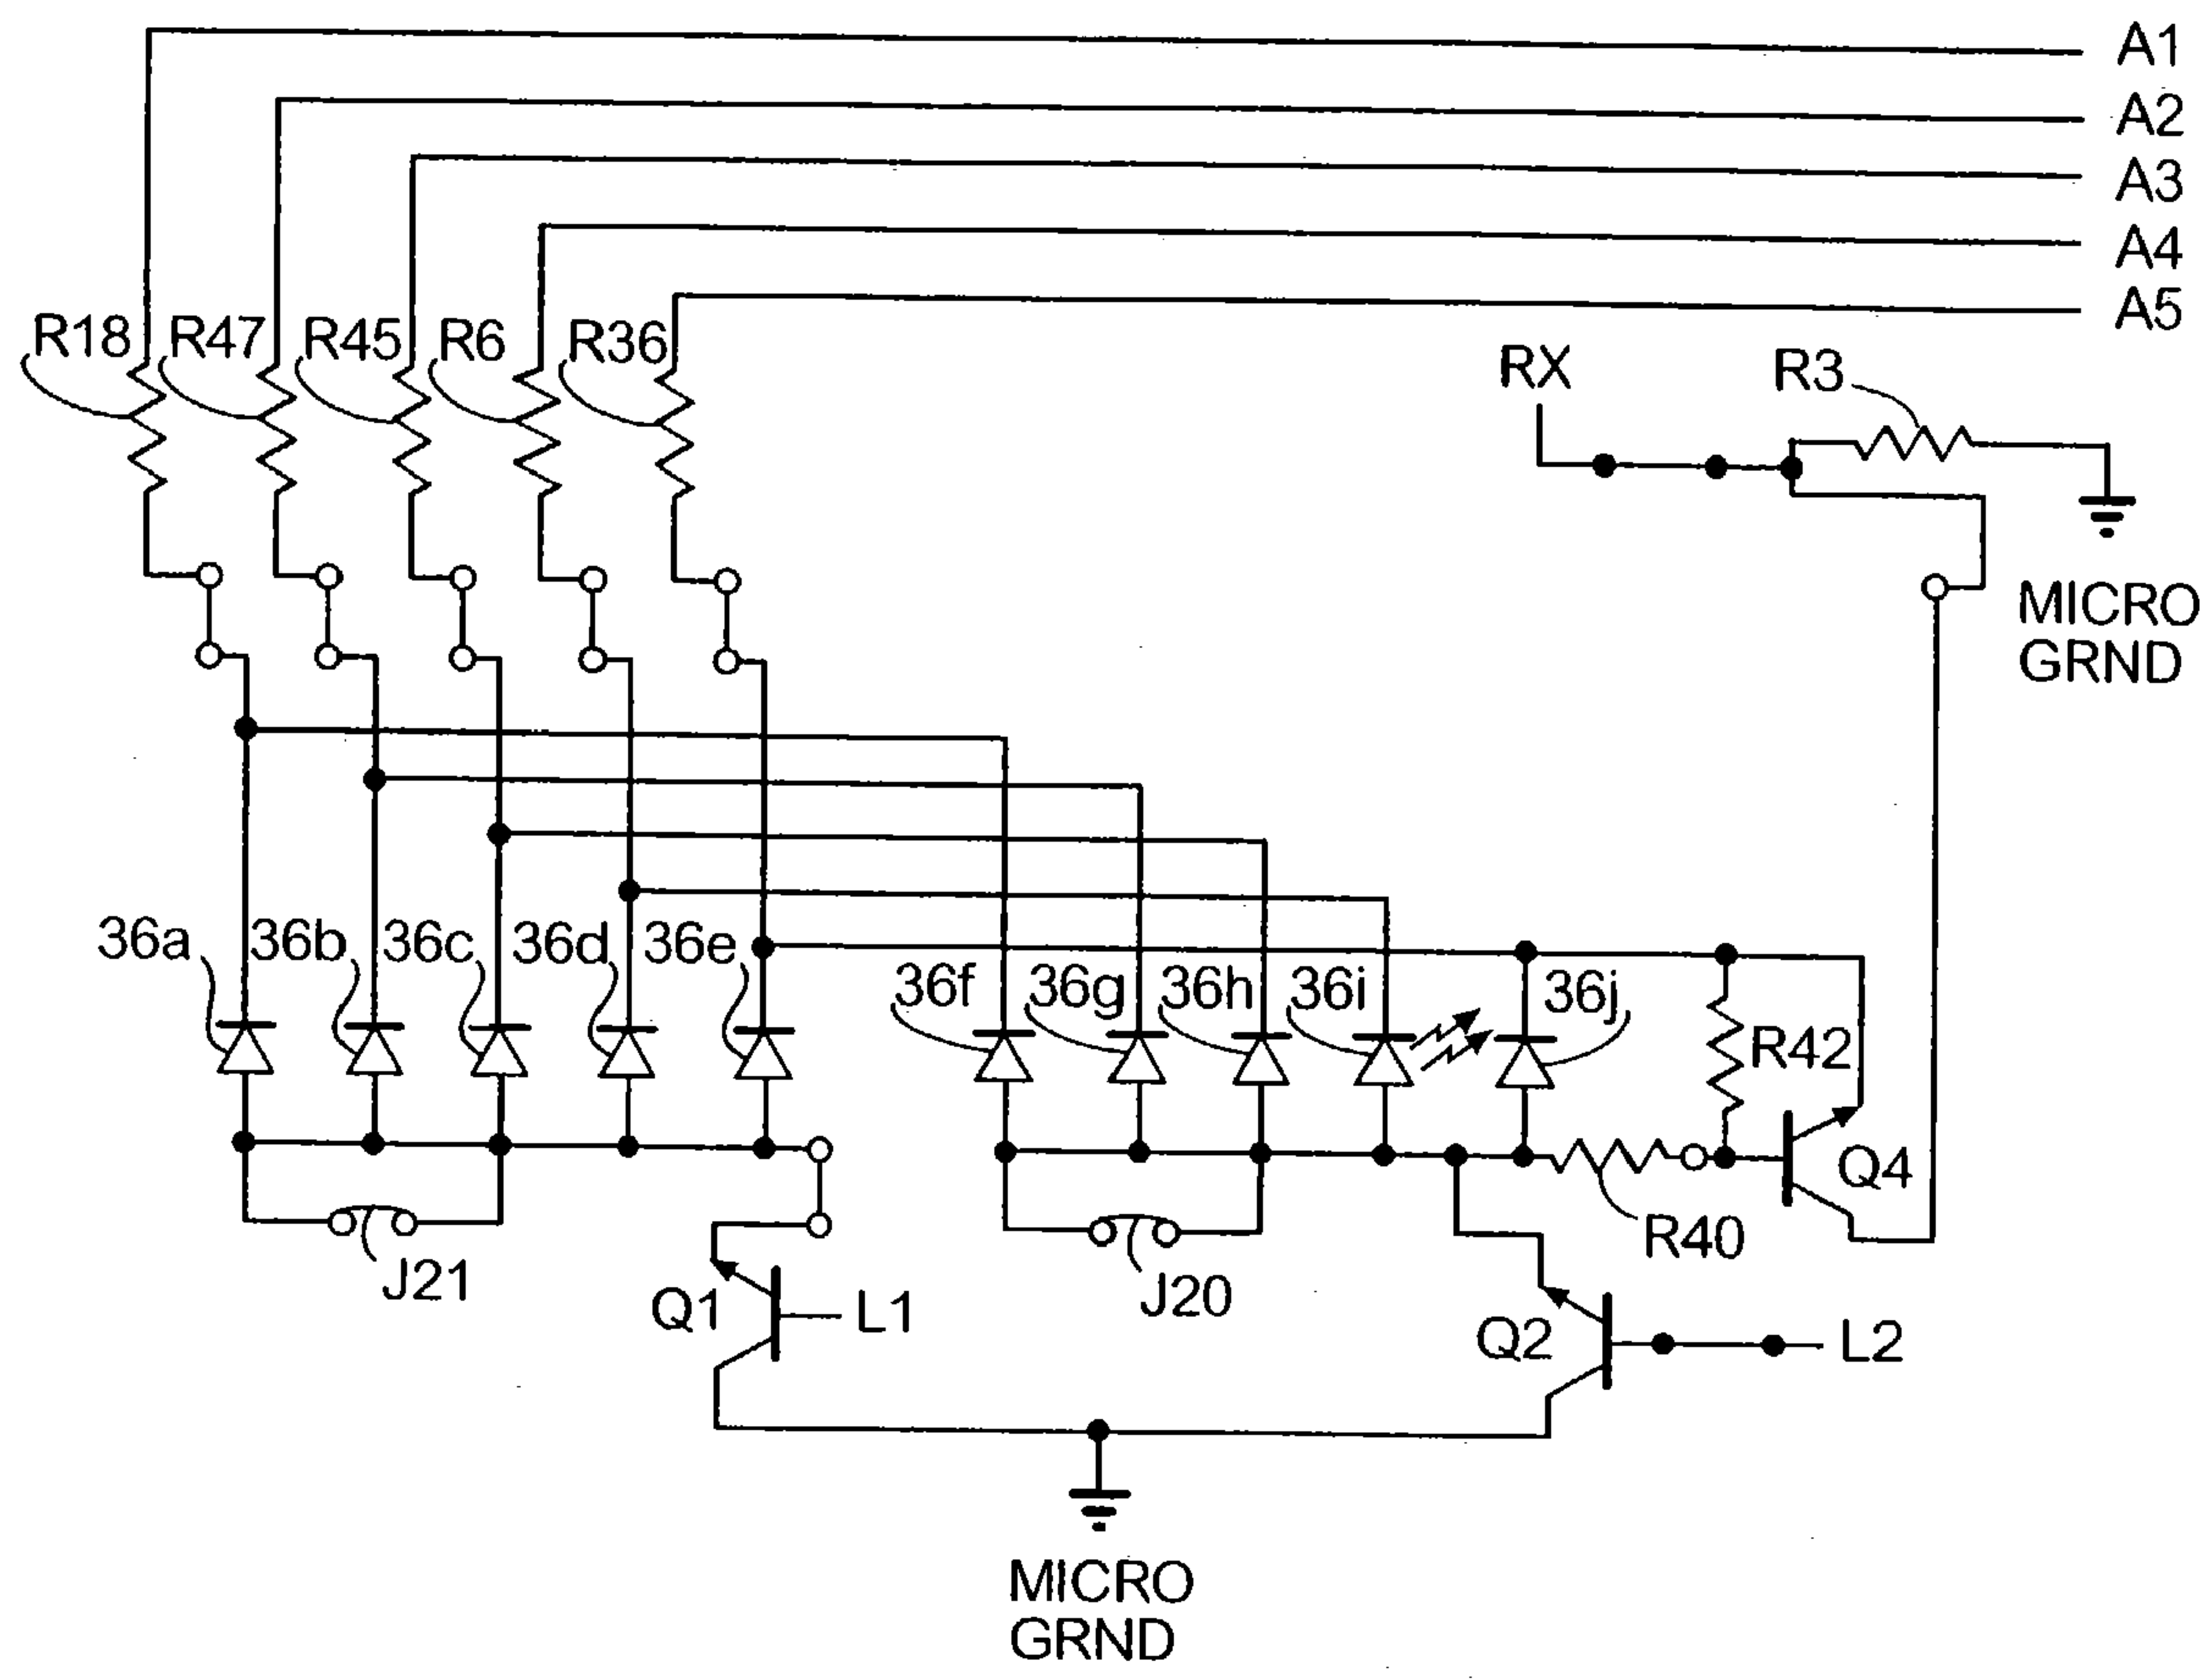 A1
A2
A3
A4
A5
R18 R47 R45 R6 R36
RX R3
MICRO
GRND
36a 36b 36c 36d 36e
36f 36g 36h 36i 36j
R42
Q4
R40
J21
J20
Q1 L1
Q2 L2
MICRO
GRND